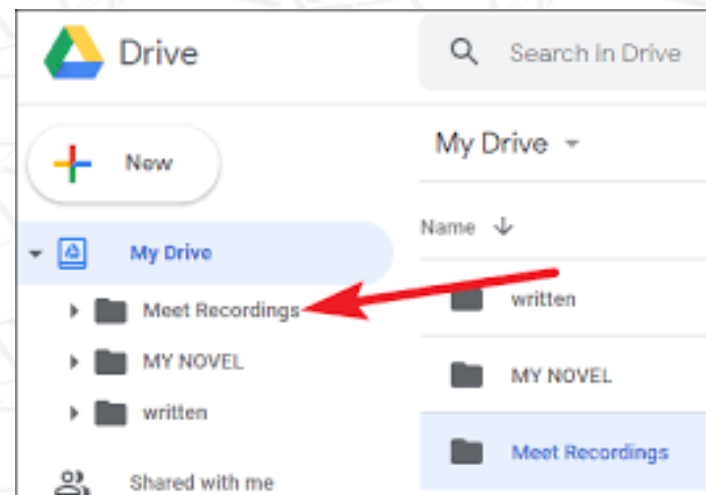 Drive
Search in Drive
New
My Drive
Name
My Drive
Meet Recordings
written
MY NOVEL
MY NOVEL
written
Meet Recordings
Shared with me